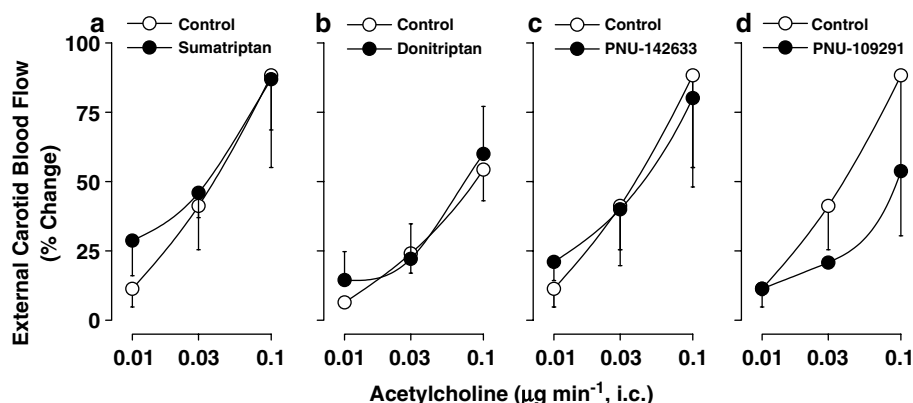 a Control b Control c Control d Control
Sumatriptan Donitriptan PNU-142633 PNU-109291
External Carotid Blood Flow
(% Change)
100
75
50
25
0
0.01 0.03 0.1 0.01 0.03 0.1 0.01 0.03 0.1 0.01 0.03 0.1
Acetylcholine (µg min⁻¹, i.c.)